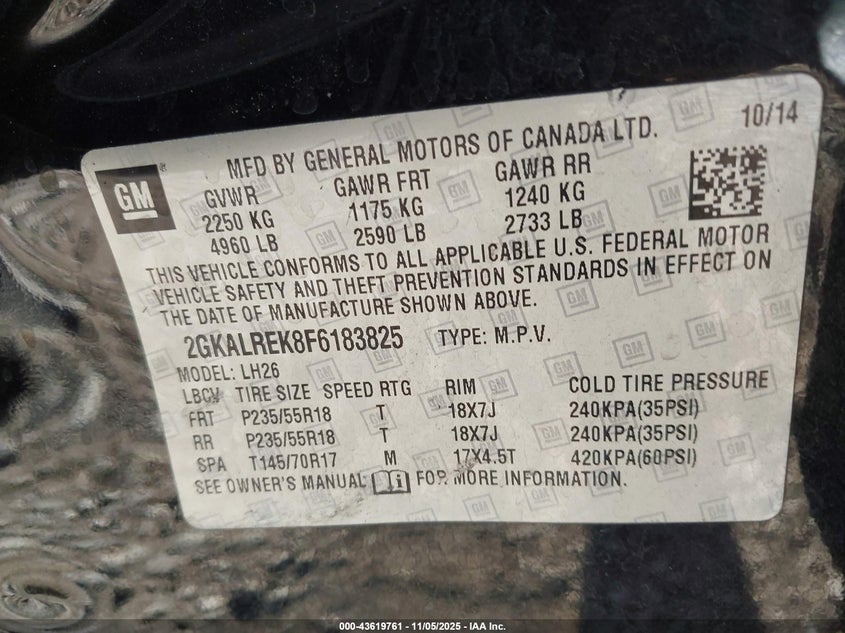 10/14
MFD BY GENERAL MOTORS OF CANADA LTD.
GM
GVWR GAWR FRT GAWR RR
2250 KG 1175 KG 1240 KG
4960 LB 2590 LB 2733 LB
THIS VEHICLE CONFORMS TO ALL APPLICABLE U.S. FEDERAL MOTOR
VEHICLE SAFETY AND THEFT PREVENTION STANDARDS IN EFFECT ON
THE DATE OF MANUFACTURE SHOWN ABOVE.
2GKALREK8F6183825 TYPE: M.P.V.
MODEL: LH26
LBCV TIRE SIZE SPEED RTG RIM COLD TIRE PRESSURE
FRT P235/55R18 T 18X7J 240KPA(35PSI)
RR P235/55R18 T 18X7J 240KPA(35PSI)
SPA T145/70R17 M 17X4.5T 420KPA(60PSI)
SEE OWNER'S MANUAL i FOR MORE INFORMATION.
000-43619761 - 11/05/2025 - IAA Inc.